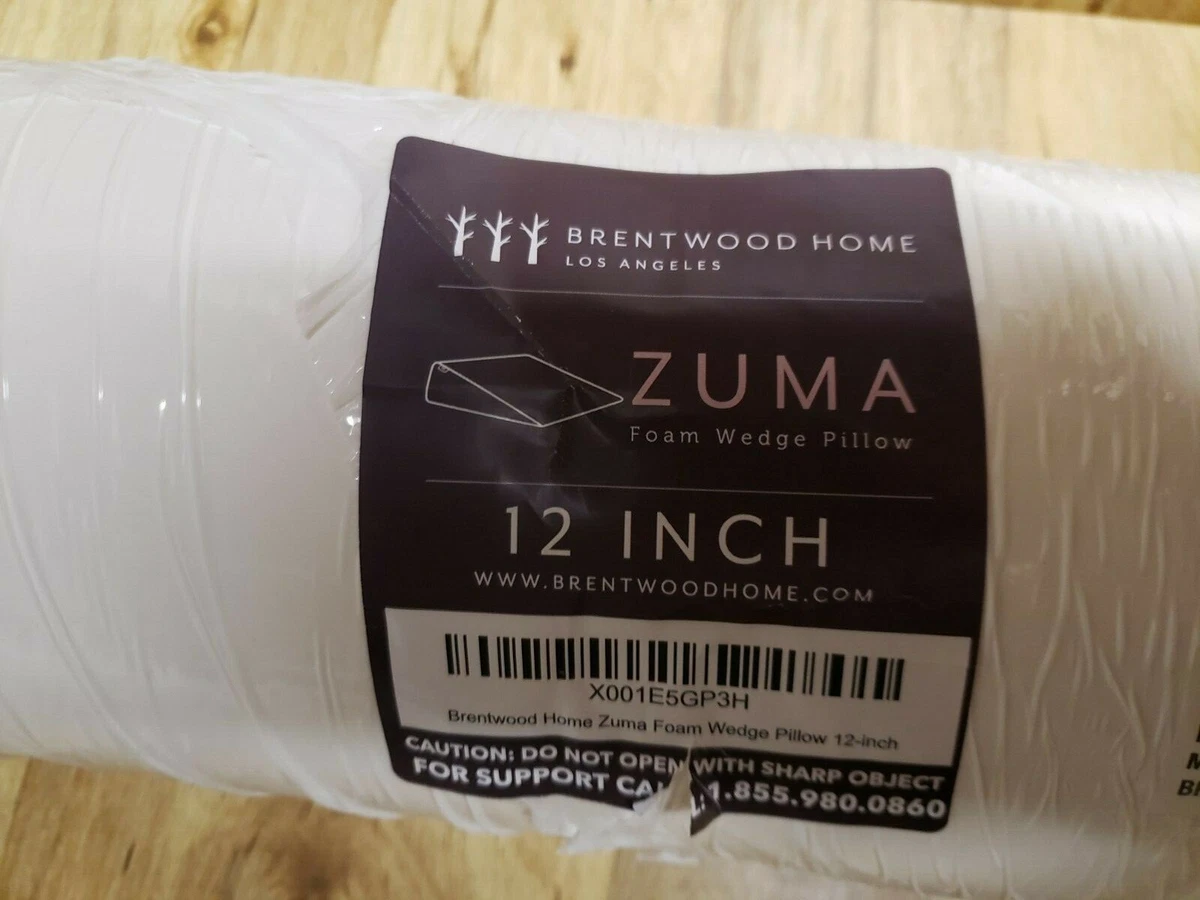 BRENTWOOD HOME
LOS ANGELES
ZUMA
Foam Wedge Pillow
12 INCH
WWW.BRENTWOODHOME.COM
X001E5GP3H
Brentwood Home Zuma Foam Wedge Pillow 12-inch
CAUTION: DO NOT OPEN WITH SHARP OBJECT
FOR SUPPORT 1.855.980.0860